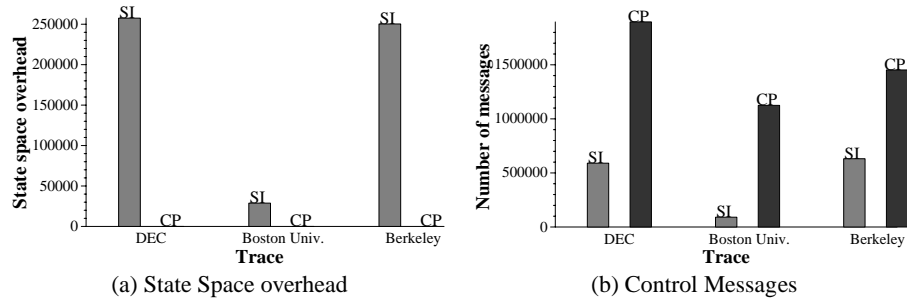 State space overhead
250000
200000
150000
100000
50000
0
SI
CP
SI
CP
SI
CP
DEC
Boston Univ.
Berkeley
Trace
(a) State Space overhead
Number of messages
1500000
1000000
500000
0
SI
CP
SI
CP
SI
CP
DEC
Boston Univ.
Berkeley
Trace
(b) Control Messages